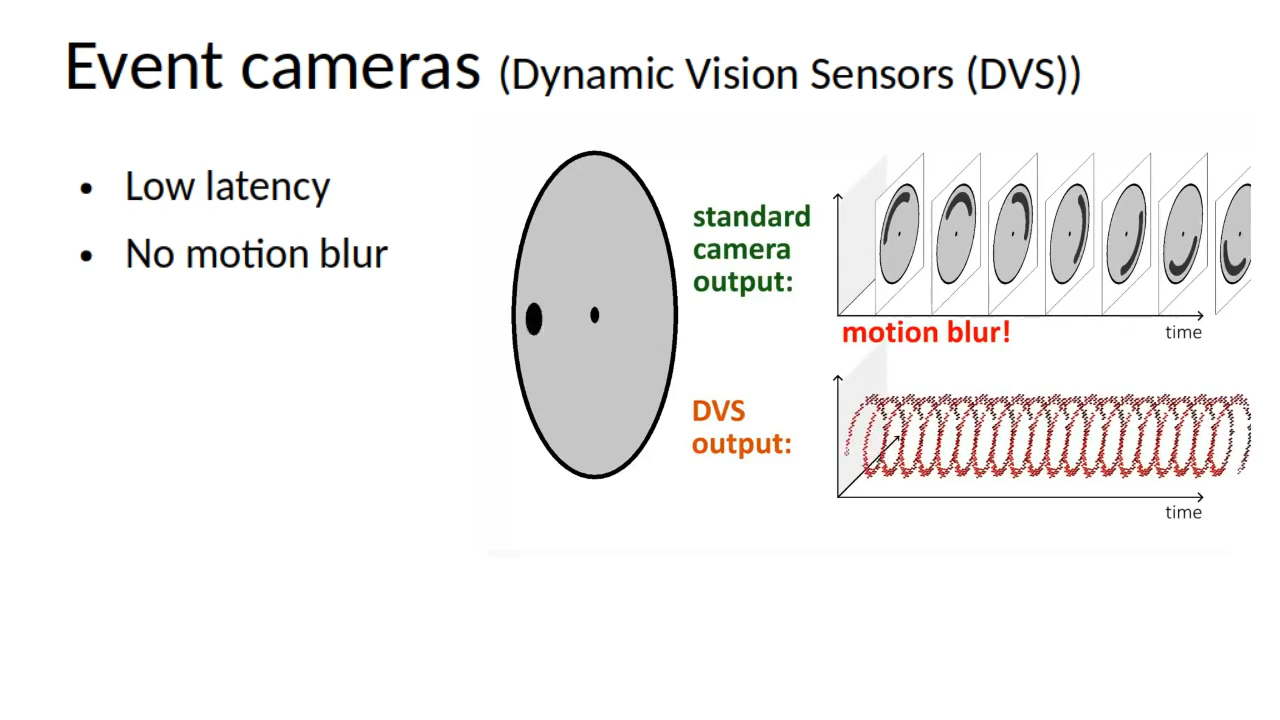 Event cameras (Dynamic Vision Sensors (DVS))
• Low latency
• No motion blur
standard
camera
output:
motion blur!
time
DVS
output:
time